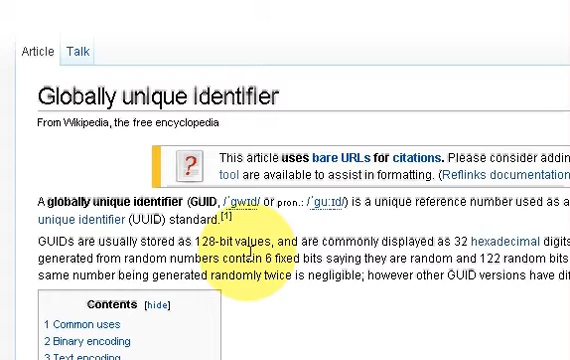 Article Talk
Globally unique identifier
From Wikipedia, the free encyclopedia
This article uses bare URLs for citations. Please consider addin
tool are available to assist in formatting. (Reflinks documentation
A globally unique identifier (GUID, /ˈɡwɪd/ or pron.: /ˈɡuːɪd/) is a unique reference number used as a
unique identifier (UUID) standard.[1]
GUIDs are usually stored as 128-bit values, and are commonly displayed as 32 hexadecimal digits
generated from random numbers contain 6 fixed bits saying they are random and 122 random bits
same number being generated randomly twice is negligible; however other GUID versions have dif
Contents [hide]
1 Common uses
2 Binary encoding
3 Text encoding